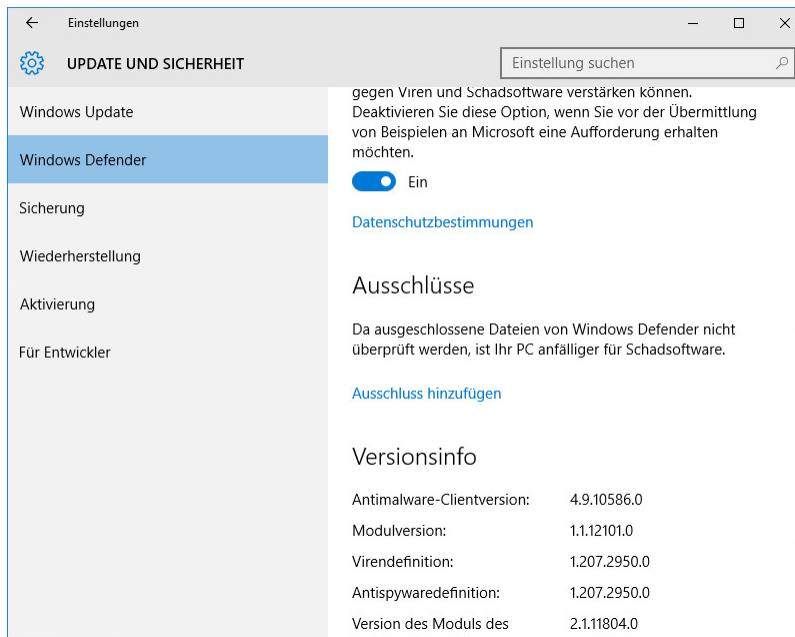 Einstellungen
UPDATE UND SICHERHEIT
Einstellung suchen
Windows Update
Windows Defender
Sicherung
Wiederherstellung
Aktivierung
Für Entwickler
gegen Viren und Schadsoftware verstärken können.
Deaktivieren Sie diese Option, wenn Sie vor der Übermittlung
von Beispielen an Microsoft eine Aufforderung erhalten
möchten.
Ein
Datenschutzbestimmungen
Ausschlüsse
Da ausgeschlossene Dateien von Windows Defender nicht
überprüft werden, ist Ihr PC anfälliger für Schadsoftware.
Ausschluss hinzufügen
Versionsinfo
Antimalware-Clientversion: 4.9.10586.0
Modulversion: 1.1.12101.0
Virendefinition: 1.207.2950.0
Antispywaredefinition: 1.207.2950.0
Version des Moduls des 2.1.11804.0